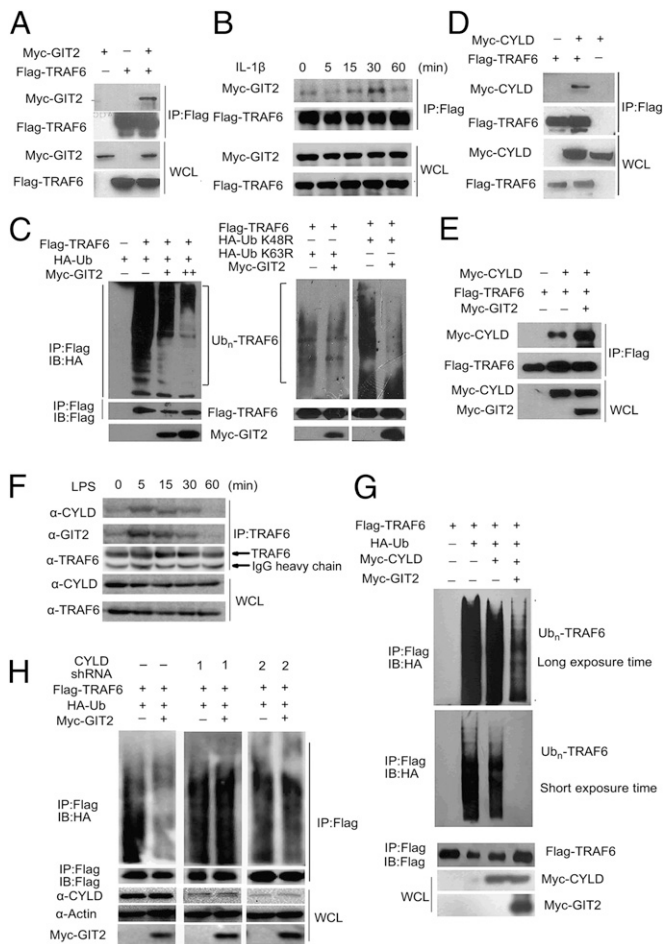 A
Myc-GIT2 + – +
Flag-TRAF6 – + +
Myc-GIT2
Flag-TRAF6
IP:Flag
Myc-GIT2
Flag-TRAF6
WCL
B
IL-1β 0 5 15 30 60 (min)
Myc-GIT2
Flag-TRAF6
IP:Flag
Myc-GIT2
Flag-TRAF6
WCL
D
Myc-CYLD – + +
Flag-TRAF6 + + –
Myc-CYLD
Flag-TRAF6
IP:Flag
Myc-CYLD
Flag-TRAF6
WCL
C
Flag-TRAF6 – + + +
HA-Ub + + + +
Myc-GIT2 – – + ++
IP:Flag
IB:HA
Ubn-TRAF6
IP:Flag
IB:Flag
Flag-TRAF6
Myc-GIT2
Flag-TRAF6 + + + +
HA-Ub K48R – – + +
HA-Ub K63R + + – –
Myc-GIT2 – + – +
E
Myc-CYLD – + +
Flag-TRAF6 + + +
Myc-GIT2 – – +
Myc-CYLD
Flag-TRAF6
IP:Flag
Myc-CYLD
Myc-GIT2
WCL
F
LPS 0 5 15 30 60 (min)
α-CYLD
α-GIT2
α-TRAF6
IP:TRAF6
TRAF6
IgG heavy chain
α-CYLD
α-TRAF6
WCL
G
Flag-TRAF6 + + + +
HA-Ub – + + +
Myc-CYLD – – + +
Myc-GIT2 – – – +
IP:Flag
IB:HA
Ubn-TRAF6
Long exposure time
IP:Flag
IB:HA
Ubn-TRAF6
Short exposure time
IP:Flag
IB:Flag
Flag-TRAF6
Myc-CYLD
WCL
Myc-GIT2
H
CYLD
shRNA – – 1 1 2 2
Flag-TRAF6 + + + + + +
HA-Ub + + + + + +
Myc-GIT2 – + – + – +
IP:Flag
IB:HA
IP:Flag
IP:Flag
IB:Flag
α-CYLD
α-Actin
Myc-GIT2
WCL